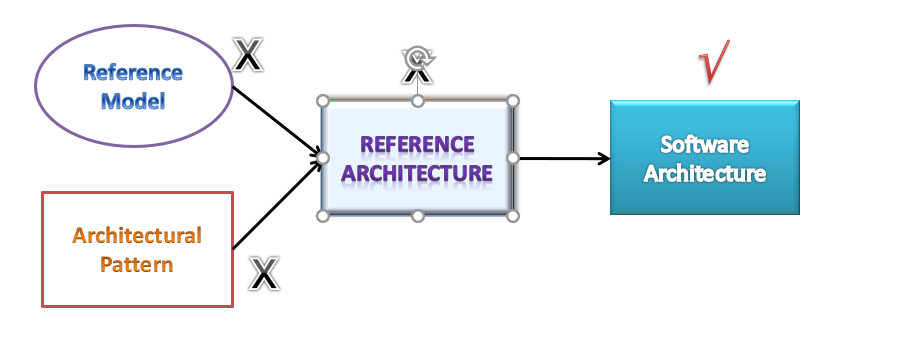 X
Reference
Model
X
REFERENCE
ARCHITECTURE
√
Software
Architecture
Architectural
Pattern
X